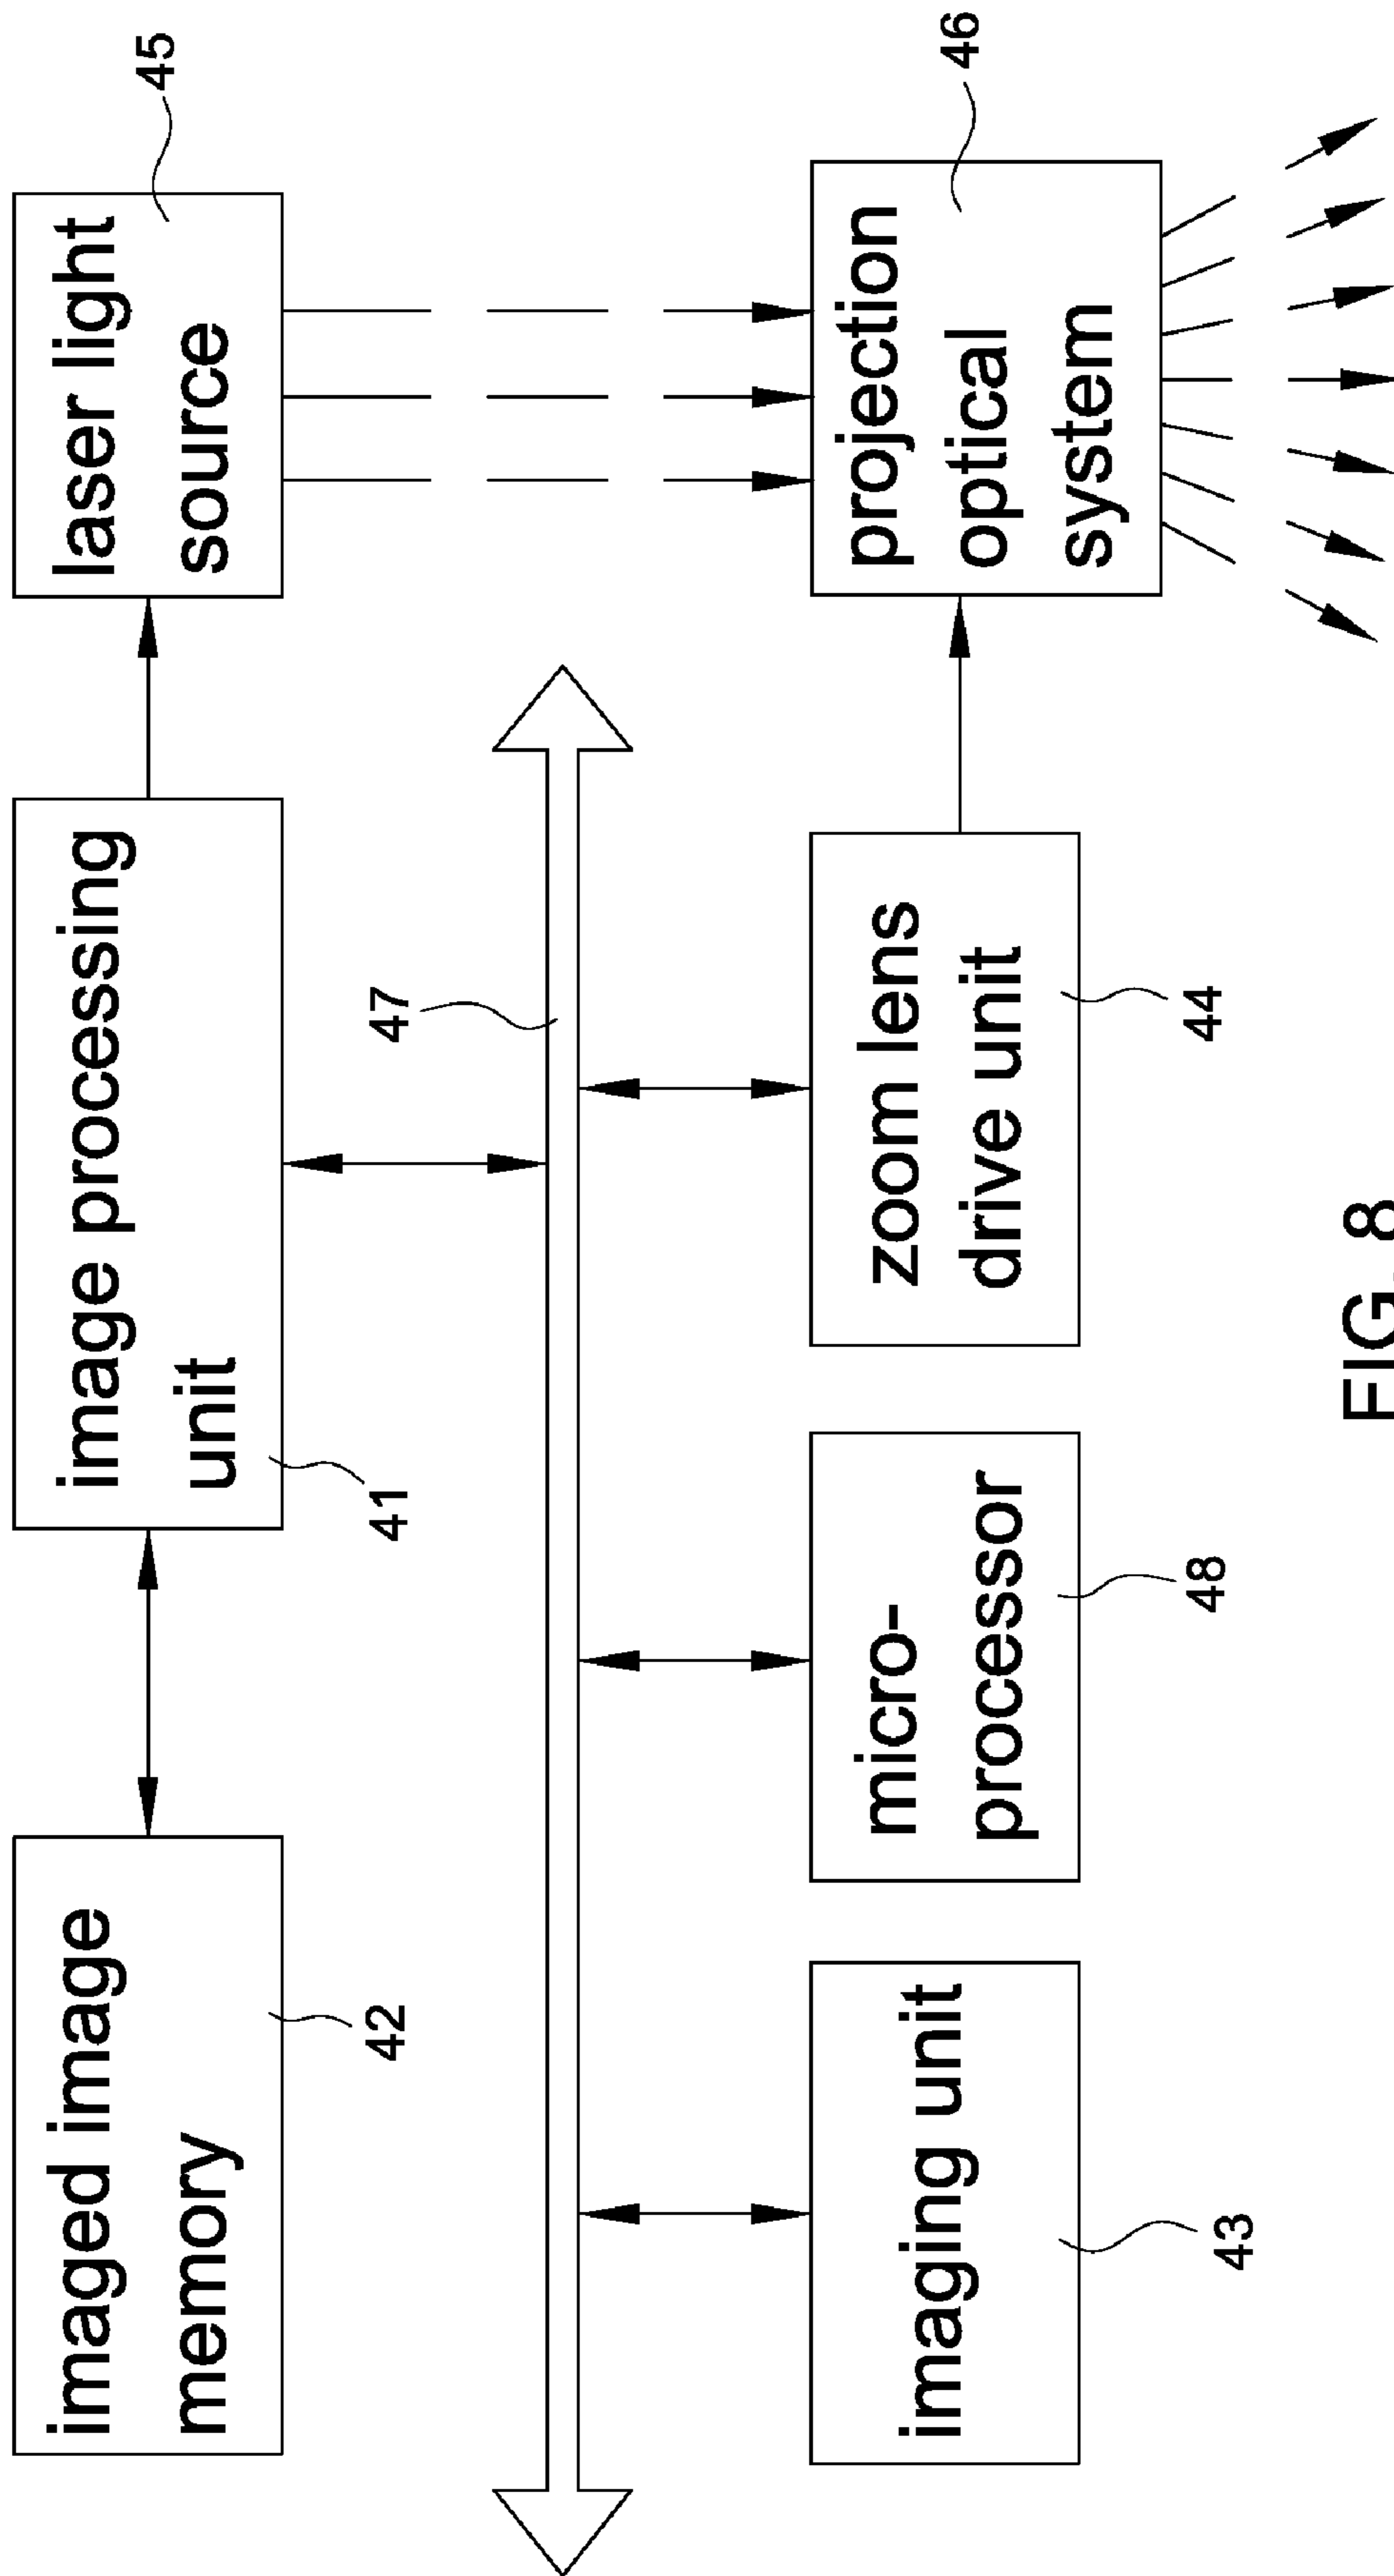 imaged image
memory
42
image processing
unit
41
laser light
source
45
47
imaging unit
43
micro-
processor
48
zoom lens
drive unit
44
projection
optical
system
46
FIG. 8